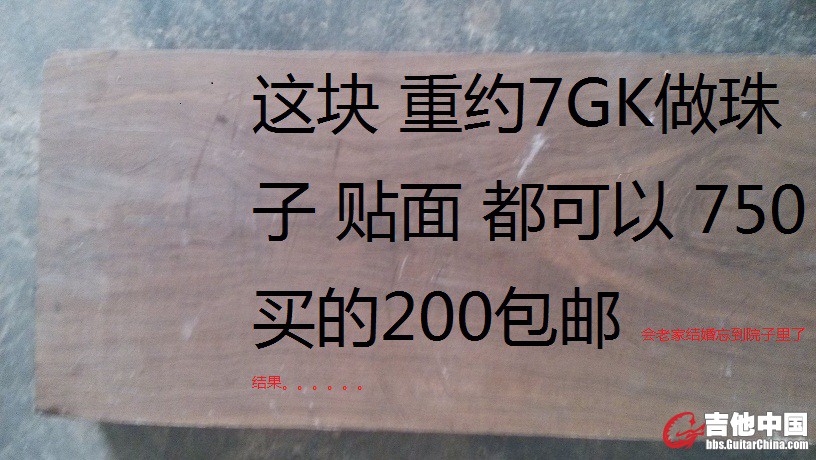 这块 重约7GK做珠
子 贴面 都可以 750
买的200包邮 会老家结婚忘到院子里了
结果。。。。。。
吉他中国
bbs.GuitarChina.com